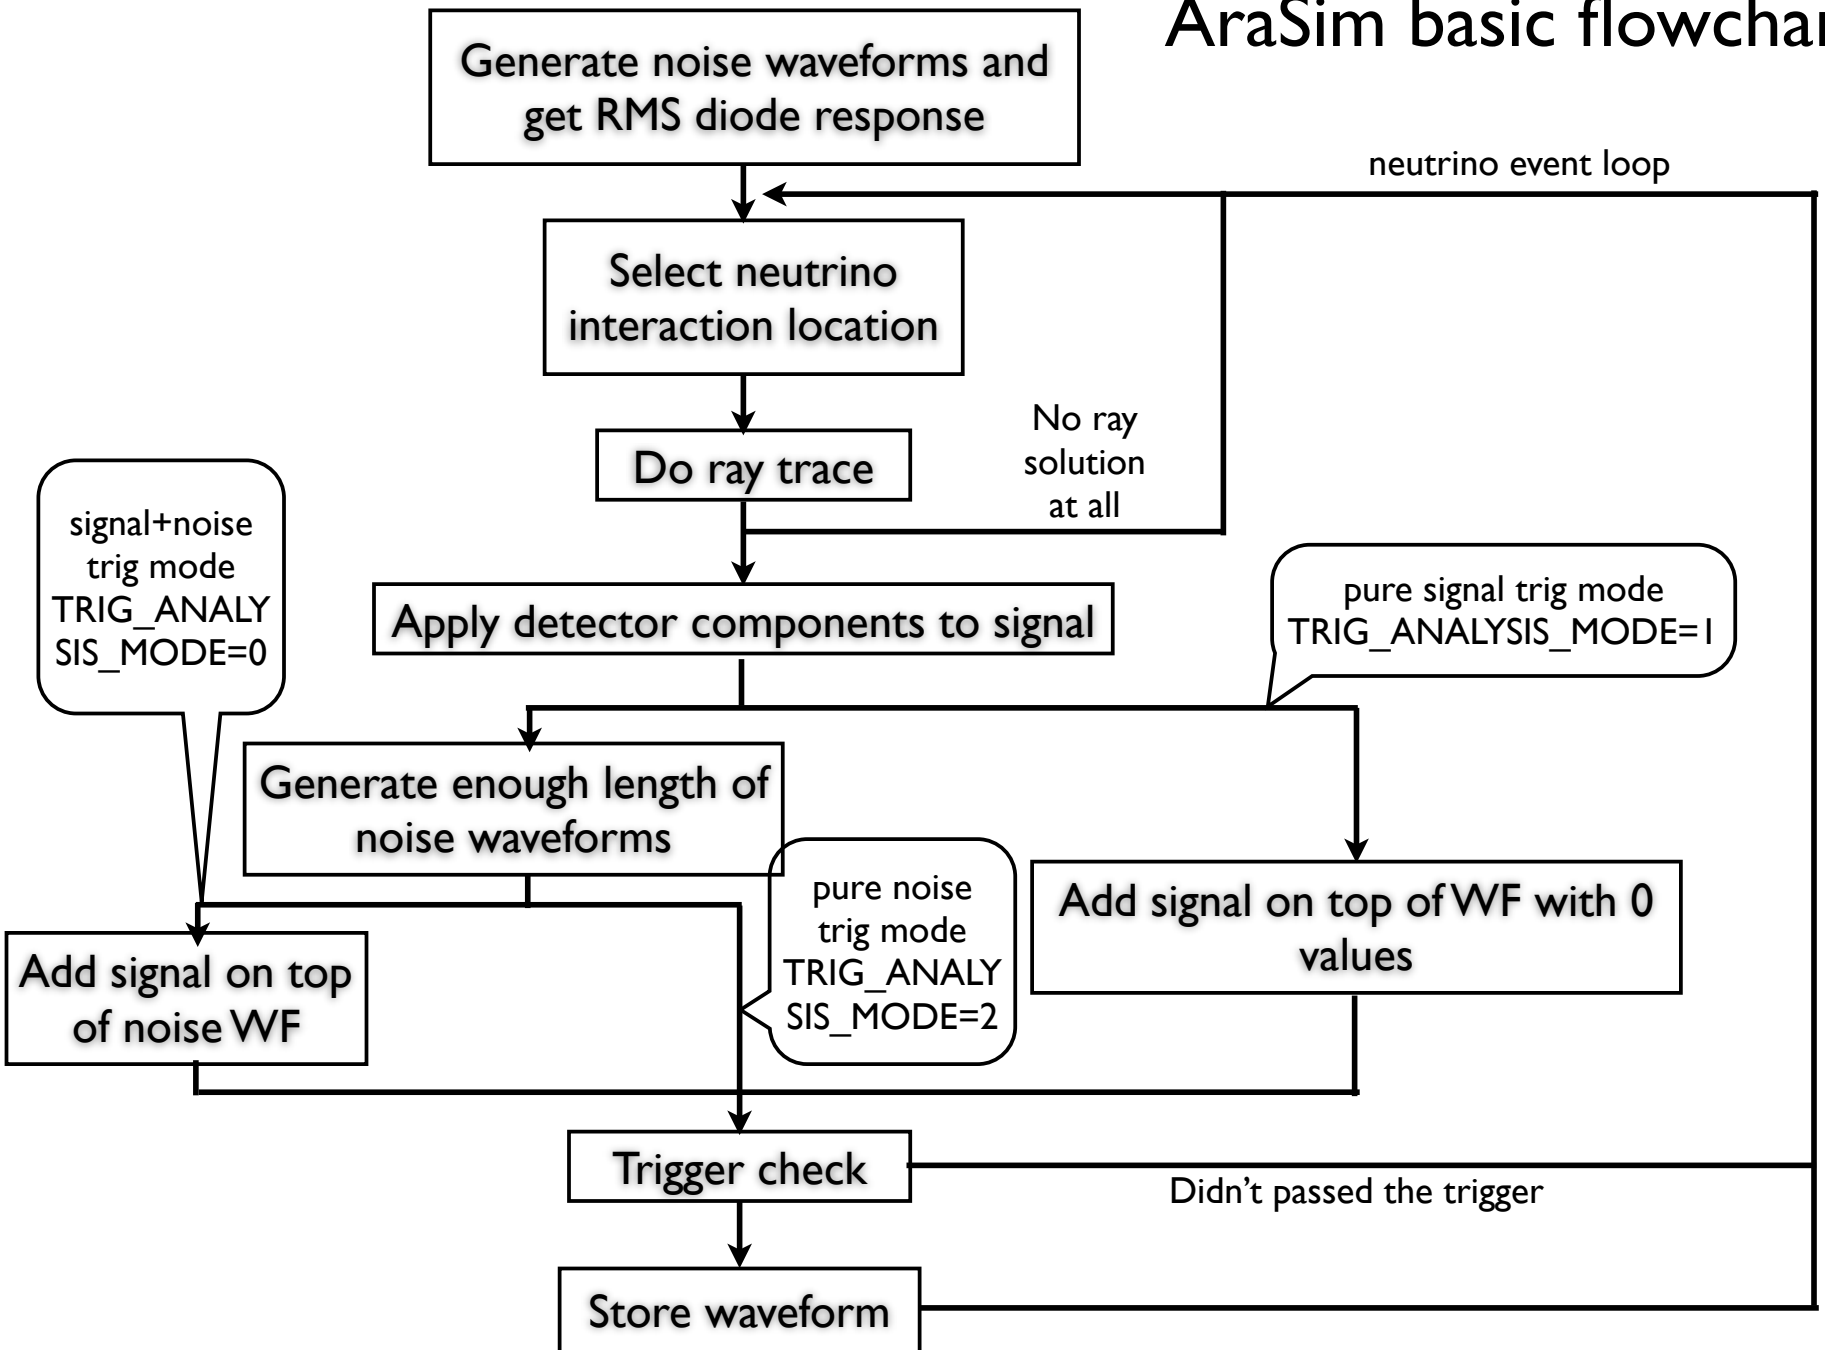 AraSim basic flowchar
Generate noise waveforms and
get RMS diode response
neutrino event loop
Select neutrino
interaction location
No ray
solution
at all
Do ray trace
signal+noise
trig mode
TRIG_ANALY
SIS_MODE=0
Apply detector components to signal
pure signal trig mode
TRIG_ANALYSIS_MODE=1
Generate enough length of
noise waveforms
pure noise
trig mode
TRIG_ANALY
SIS_MODE=2
Add signal on top of WF with 0
values
Add signal on top
of noise WF
Trigger check
Didn't passed the trigger
Store waveform